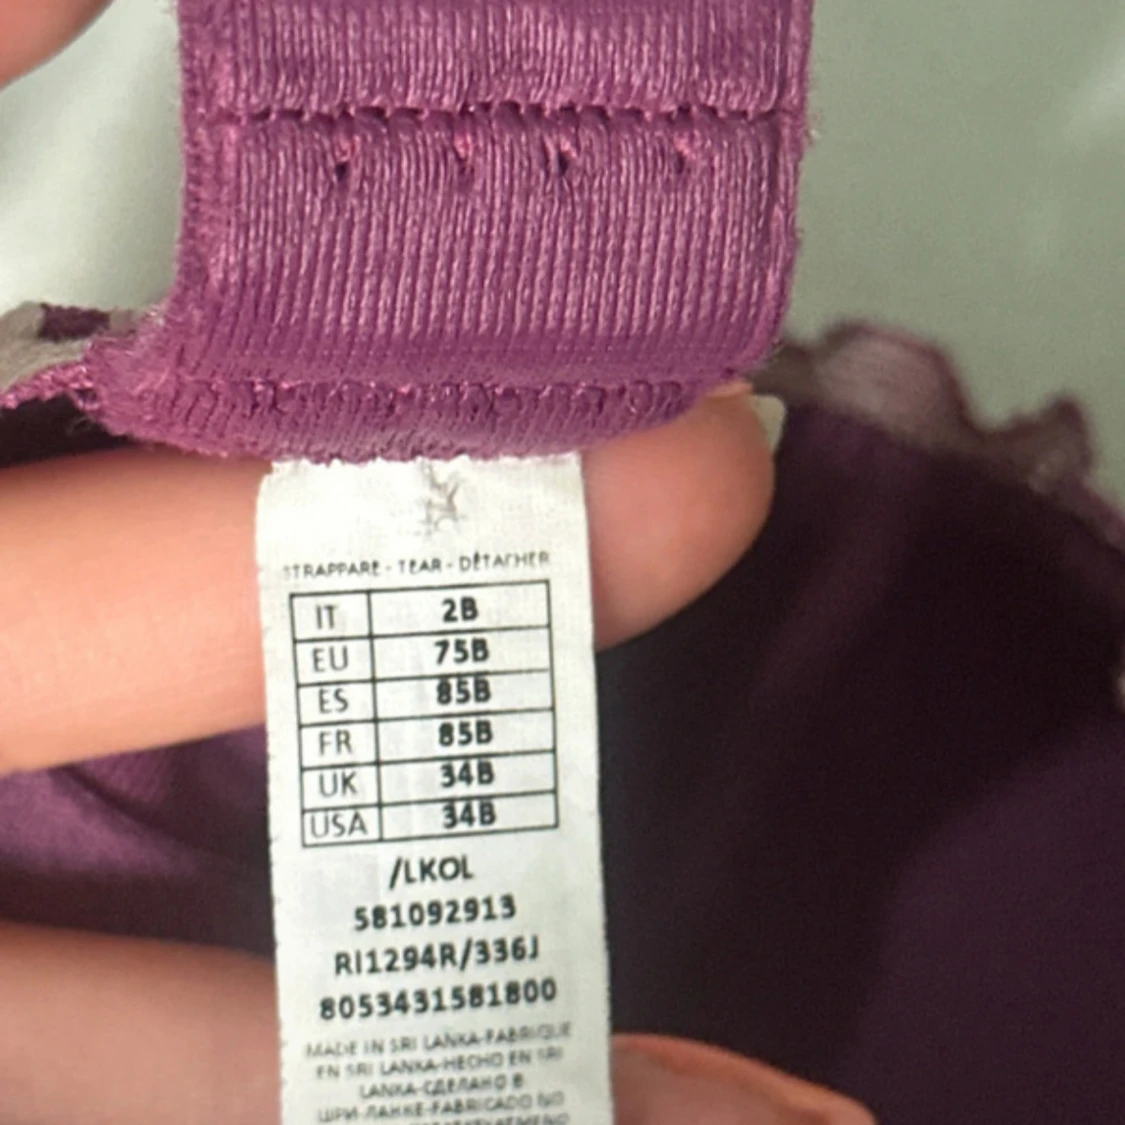 STRAPPARE - TEAR - DÉTACHER
IT 2B
EU 75B
ES 85B
FR 85B
UK 34B
USA 34B
/LKOL
581092913
RI1294R/336J
8053431581800
MADE IN SRI LANKA-FABRIQUE
EN SRI LANKA-HECHO EN SRI
LANKA-СДЕЛАНО В
ШРИ-ЛАНКЕ-FABRICADO NO